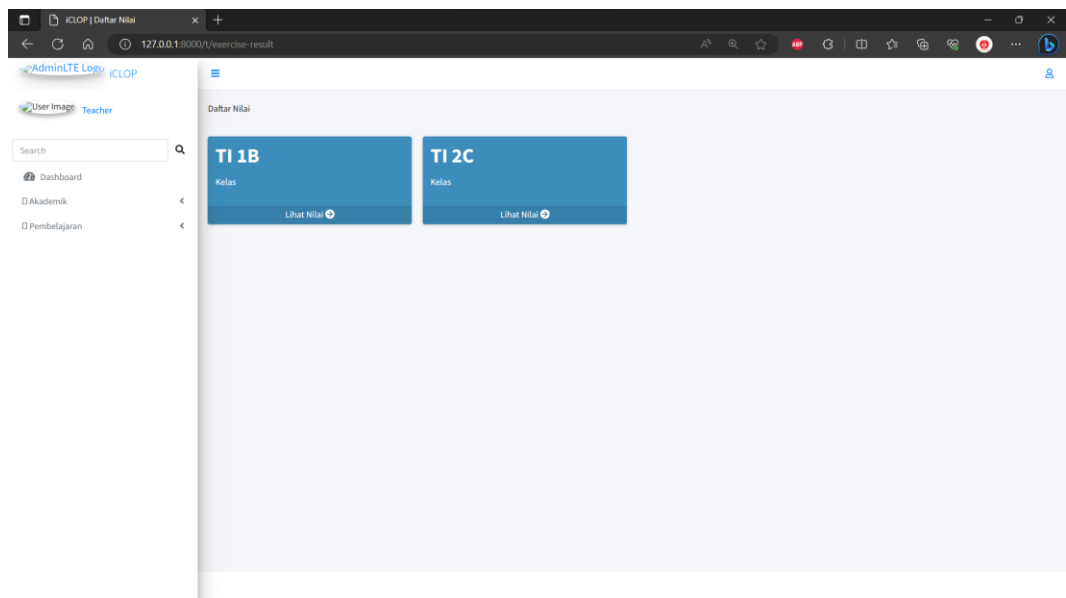 iCLOP | Daftar Nilai
127.0.0.1:8000/t/exercise-result
ABP
AdminLTE Logo iCLOP
User Image Teacher
Daftar Nilai
Search
Dashboard
Akademik
Pembelajaran
TI 1B
Kelas
Lihat Nilai
TI 2C
Kelas
Lihat Nilai